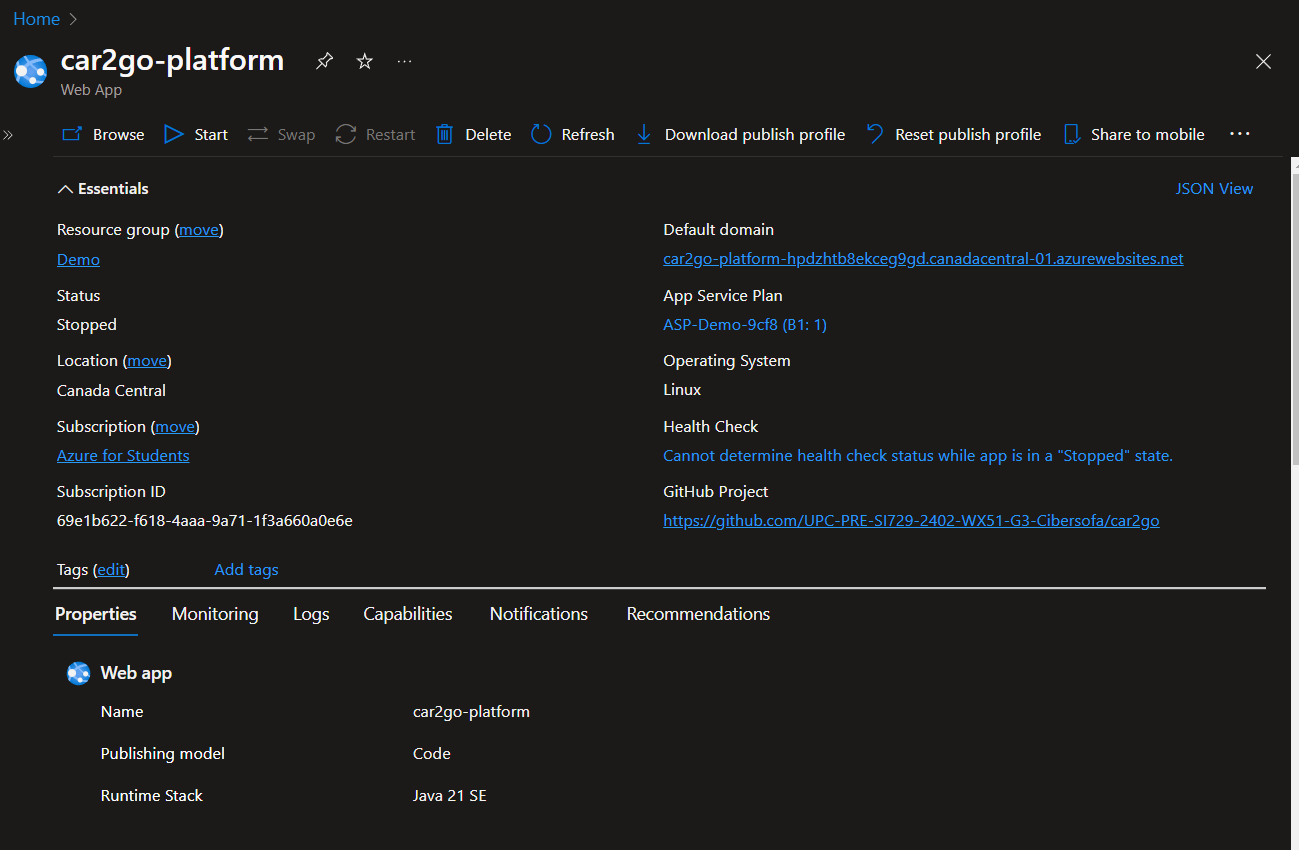 Home
car2go-platform
Web App
Browse Start Swap Restart Delete Refresh Download publish profile Reset publish profile Share to mobile
Essentials JSON View
Resource group (move)
Demo
Status
Stopped
Location (move)
Canada Central
Subscription (move)
Azure for Students
Subscription ID
69e1b622-f618-4aaa-9a71-1f3a660a0e6e
Default domain
car2go-platform-hpdzhtb8ekceg9gd.canadacentral-01.azurewebsites.net
App Service Plan
ASP-Demo-9cf8 (B1: 1)
Operating System
Linux
Health Check
Cannot determine health check status while app is in a "Stopped" state.
GitHub Project
https://github.com/UPC-PRE-SI729-2402-WX51-G3-Cibersofa/car2go
Tags (edit) Add tags
Properties Monitoring Logs Capabilities Notifications Recommendations
Web app
Name car2go-platform
Publishing model Code
Runtime Stack Java 21 SE